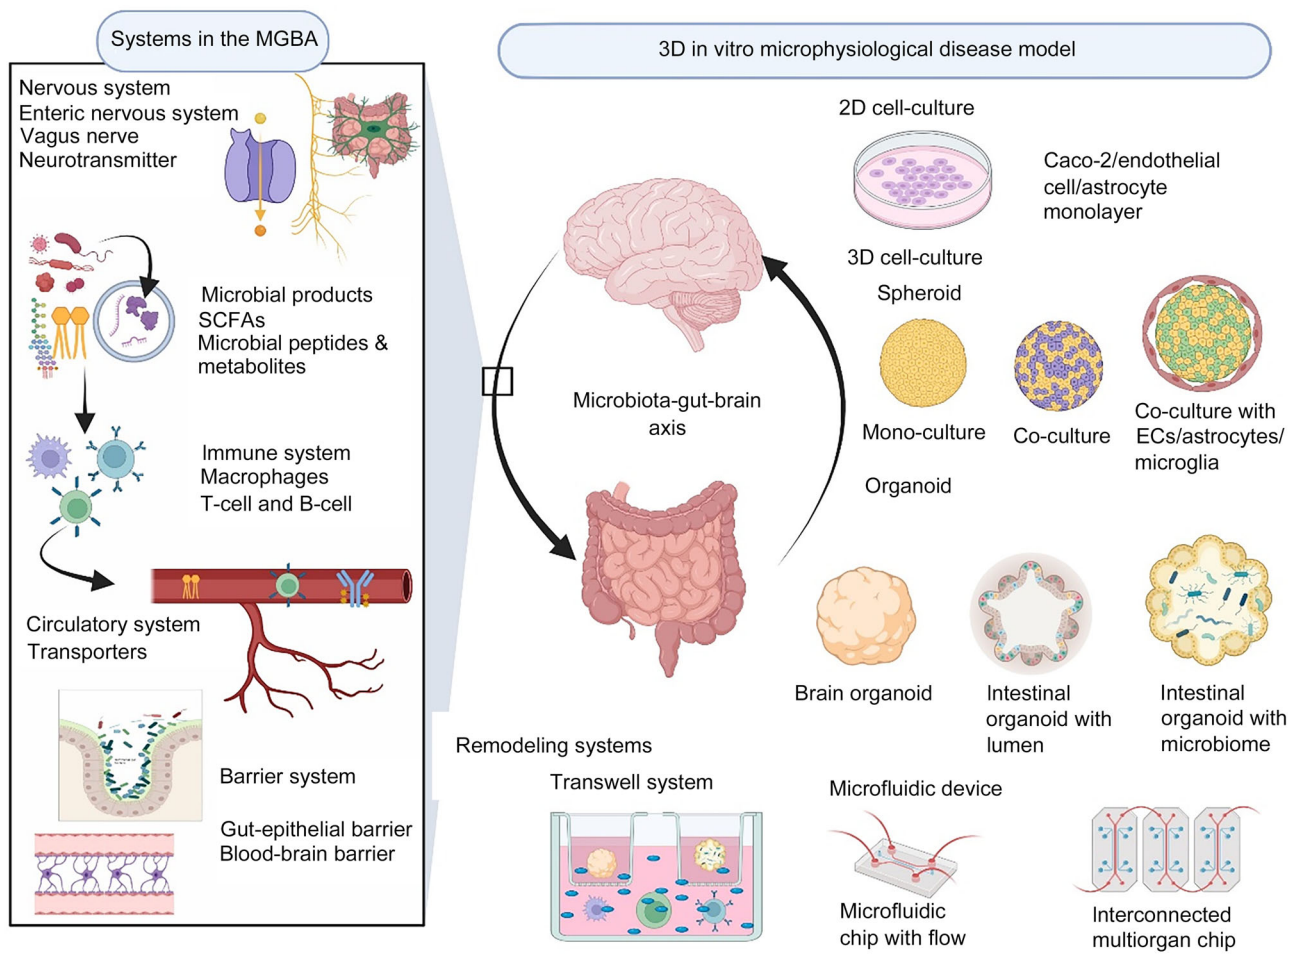 Systems in the MGBA
Nervous system
Enteric nervous system
Vagus nerve
Neurotransmitter
Microbial products
SCFAs
Microbial peptides &
metabolites
Immune system
Macrophages
T-cell and B-cell
Circulatory system
Transporters
Barrier system
Gut-epithelial barrier
Blood-brain barrier
3D in vitro microphysiological disease model
2D cell-culture
Caco-2/endothelial
cell/astrocyte
monolayer
3D cell-culture
Spheroid
Mono-culture
Co-culture
Co-culture with
ECs/astrocytes/
microglia
Microbiota-gut-brain
axis
Organoid
Brain organoid
Intestinal
organoid with
lumen
Intestinal
organoid with
microbiome
Remodeling systems
Transwell system
Microfluidic device
Microfluidic
chip with flow
Interconnected
multiorgan chip